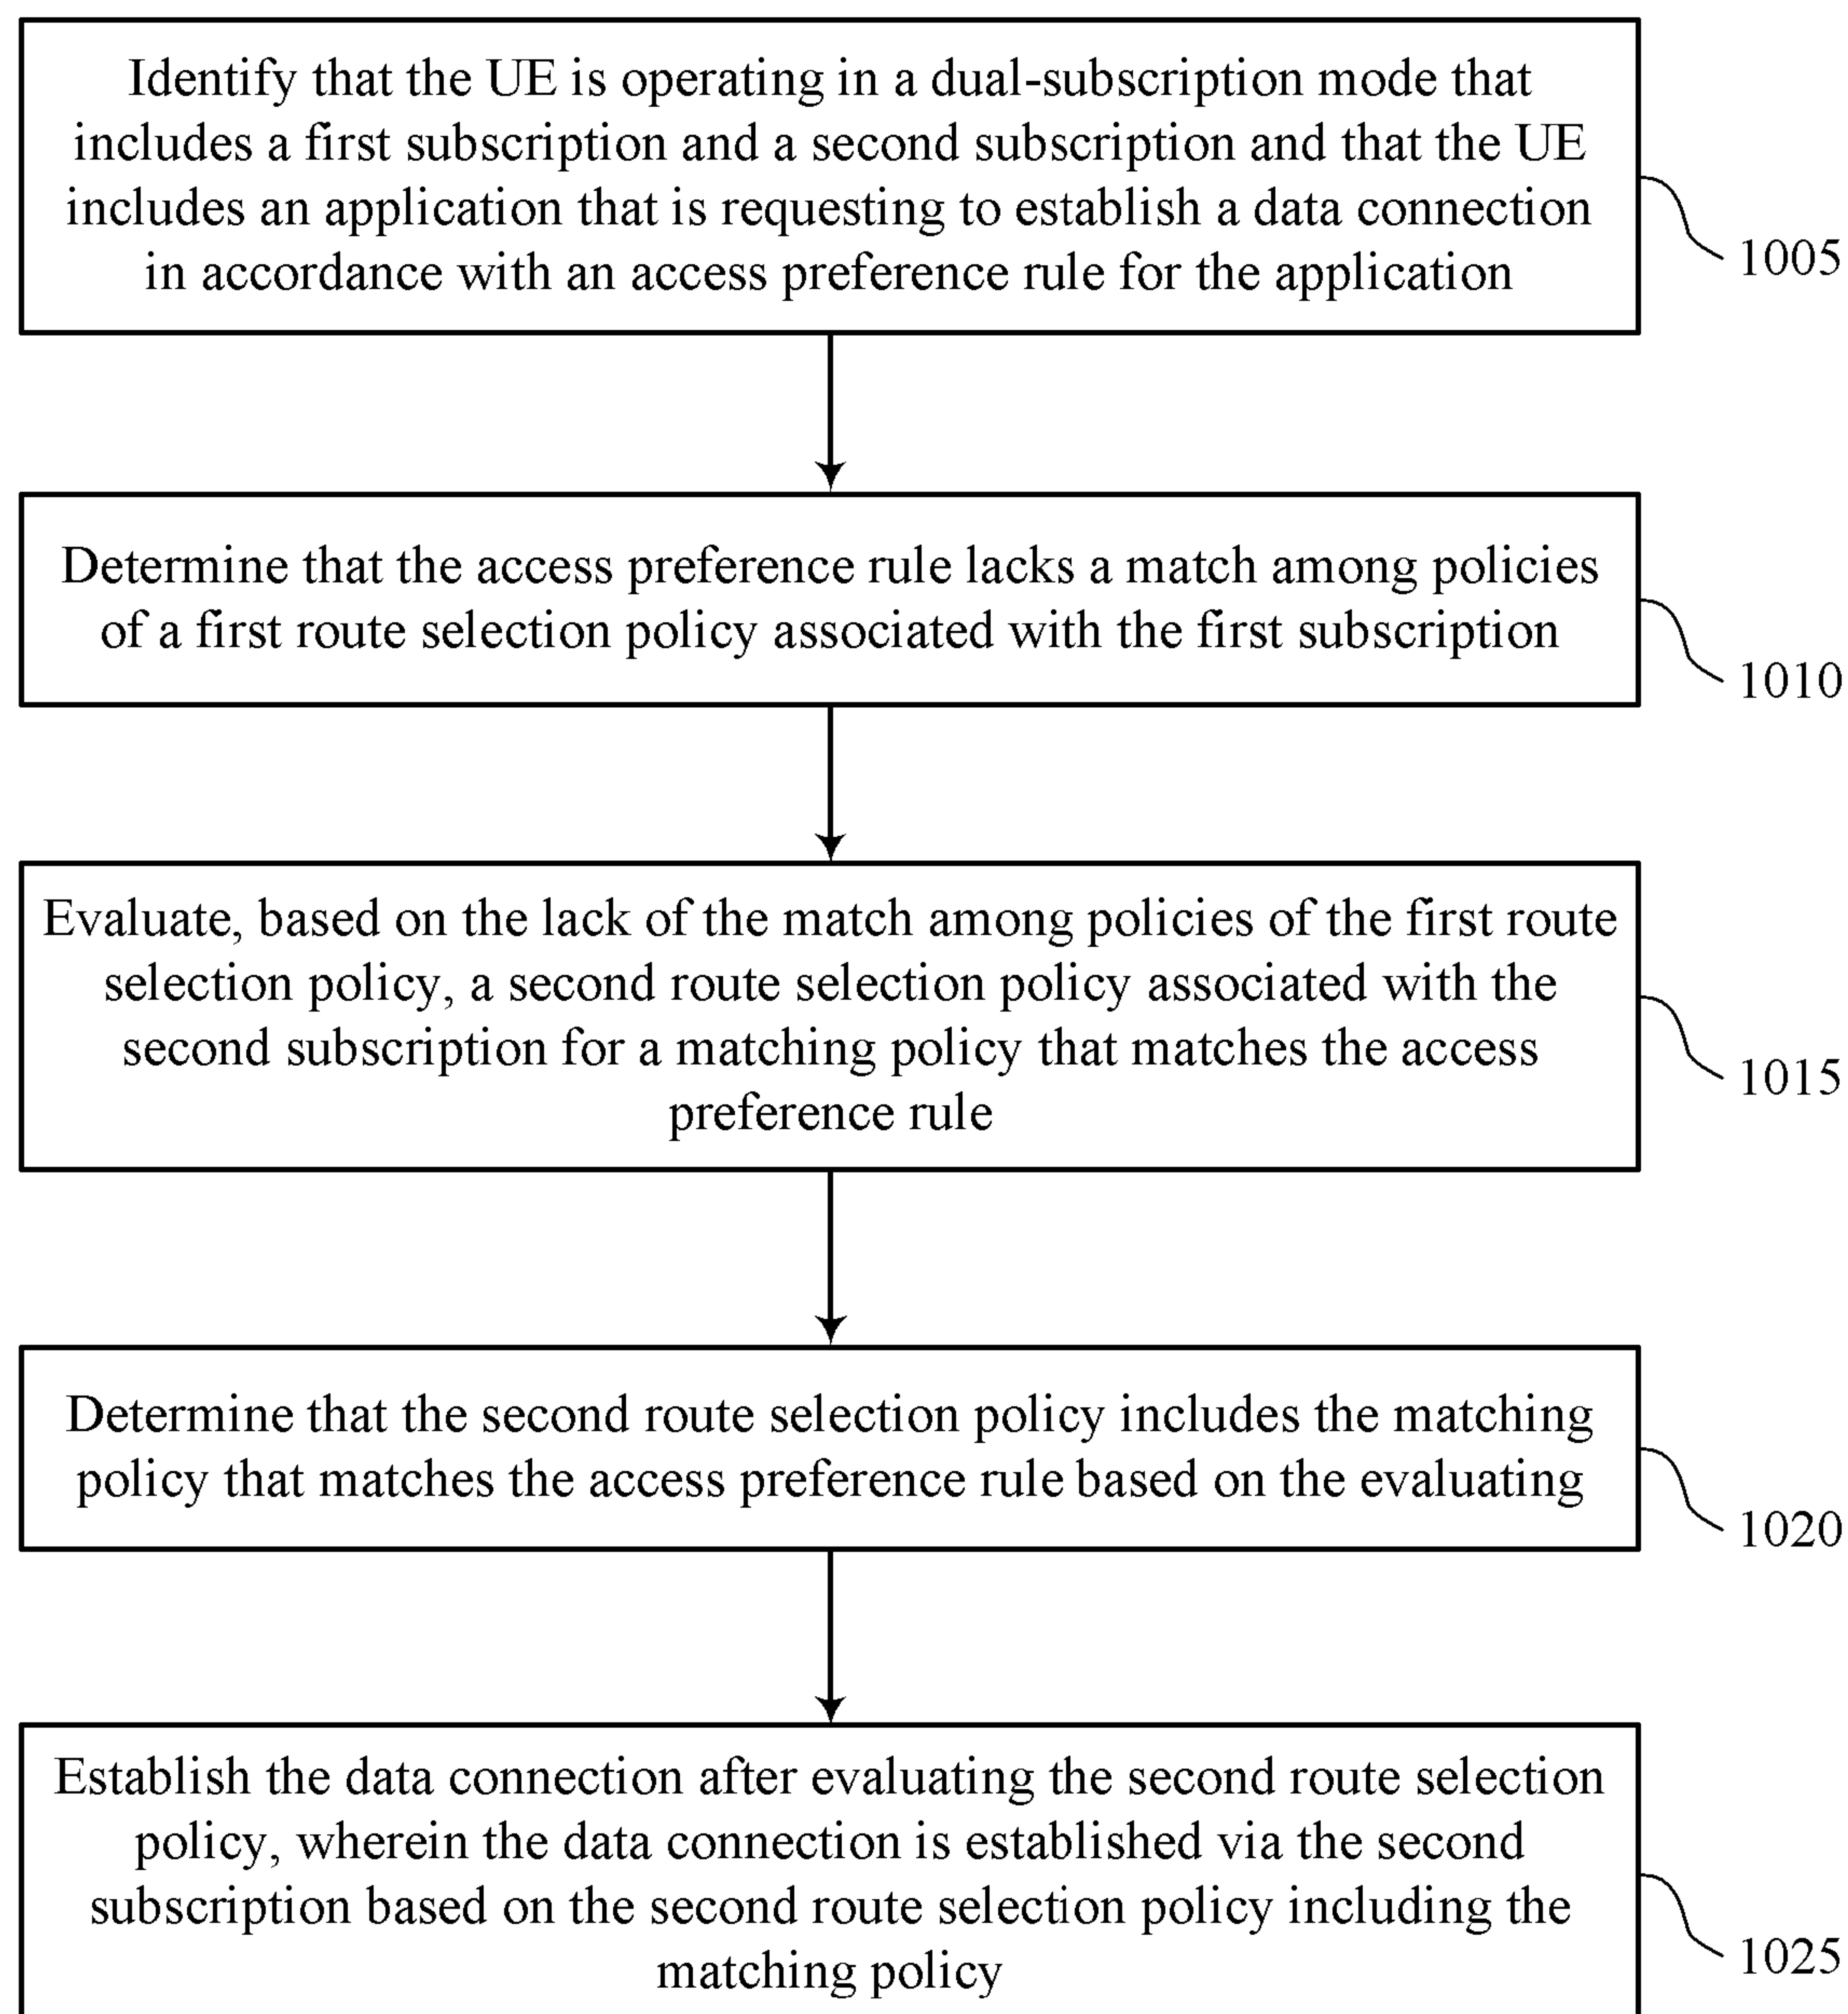 Identify that the UE is operating in a dual-subscription mode that
includes a first subscription and a second subscription and that the UE
includes an application that is requesting to establish a data connection
in accordance with an access preference rule for the application
1005
Determine that the access preference rule lacks a match among policies
of a first route selection policy associated with the first subscription
1010
Evaluate, based on the lack of the match among policies of the first route
selection policy, a second route selection policy associated with the
second subscription for a matching policy that matches the access
preference rule
1015
Determine that the second route selection policy includes the matching
policy that matches the access preference rule based on the evaluating
1020
Establish the data connection after evaluating the second route selection
policy, wherein the data connection is established via the second
subscription based on the second route selection policy including the
matching policy
1025